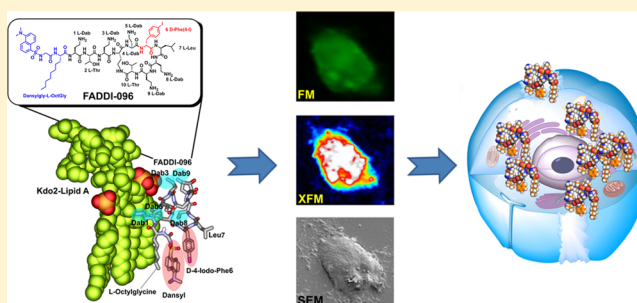 1 L-Dab
3 L-Dab
5 L-Dab
6 D-Phe(4-I)
4 L-Dab
7 L-Leu
2 L-Thr
8 L-Dab
10 L-Thr
9 L-Dab
Dansylgly-L-OctGly
FADDI-096
FADDI-096
Kdo2-Lipid A
Dab3
Dab9
Dab5
Dab1
Dab8
Leu7
D-4-Iodo-Phe6
L-Octylglycine
Dansyl
FM
XFM
SEM